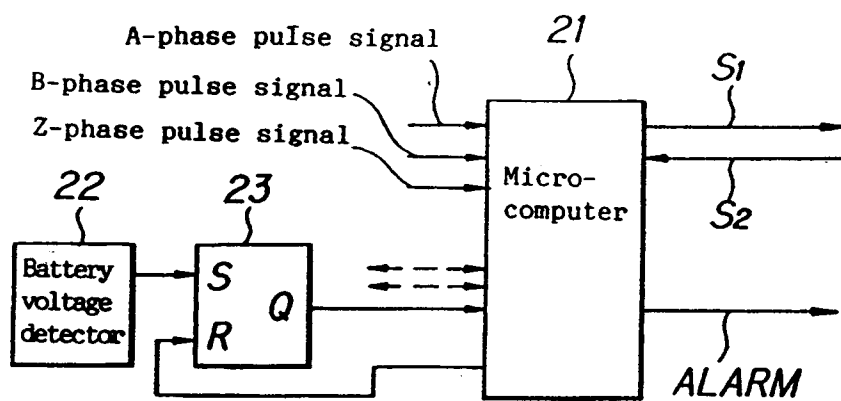 A-phase pulse signal
21
B-phase pulse signal
S1
Z-phase pulse signal
Micro-
computer
S2
22
23
Battery
voltage
detector
S
Q
R
ALARM